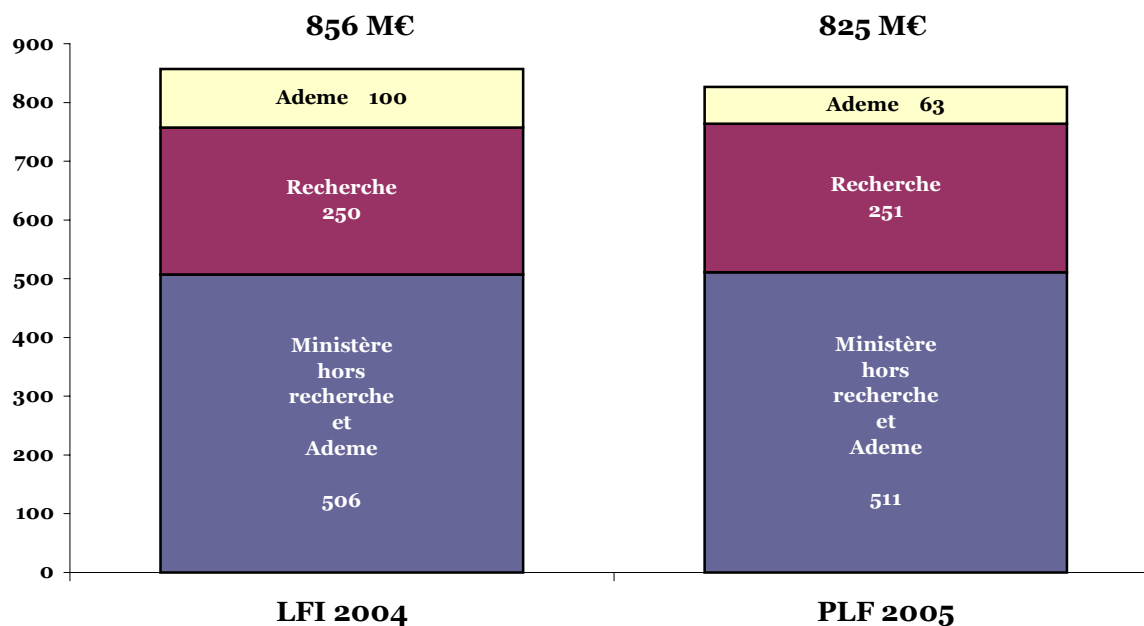 856 M€
825 M€
900
800
700
600
500
400
300
200
100
0
Ademe 100
Recherche
250
Ministère
hors
recherche
et
Ademe
506
Ademe 63
Recherche
251
Ministère
hors
recherche
et
Ademe
511
LFI 2004
PLF 2005